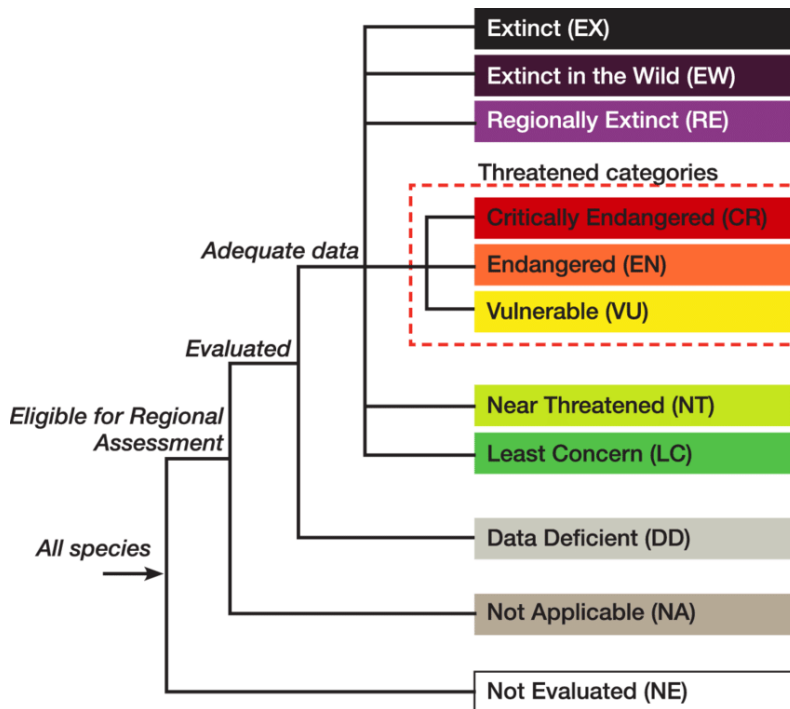 Extinct (EX)
Extinct in the Wild (EW)
Regionally Extinct (RE)
Threatened categories
Critically Endangered (CR)
Adequate data
Endangered (EN)
Vulnerable (VU)
Evaluated
Near Threatened (NT)
Eligible for Regional
Assessment
Least Concern (LC)
All species
Data Deficient (DD)
Not Applicable (NA)
Not Evaluated (NE)